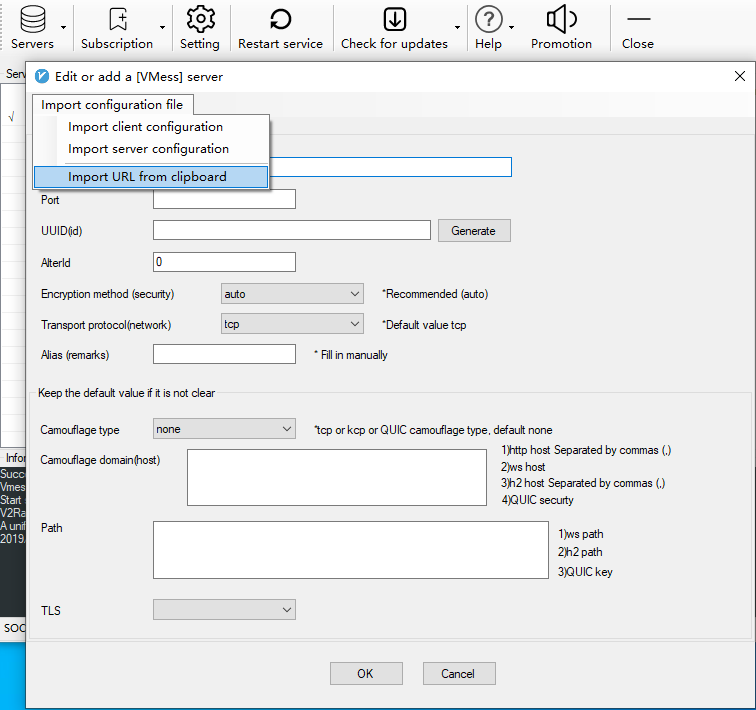 Servers
Subscription
Setting
Restart service
Check for updates
Help
Promotion
Close
Serv
Edit or add a [VMess] server
Import configuration file
√
Import client configuration
Import server configuration
Import URL from clipboard
Port
UUID(id)
Generate
AlterId
0
Encryption method (security)
auto
*Recommended (auto)
Transport protocol(network)
tcp
*Default value tcp
Alias (remarks)
* Fill in manually
Keep the default value if it is not clear
Camouflage type
none
*tcp or kcp or QUIC camouflage type, default none
Camouflage domain(host)
1)http host Separated by commas (,)
2)ws host
3)h2 host Separated by commas (,)
4)QUIC securty
Infor
Succe
Vmes
Start
V2Ra
A unif
2019.
Path
1)ws path
2)h2 path
3)QUIC key
TLS
SOC
OK
Cancel